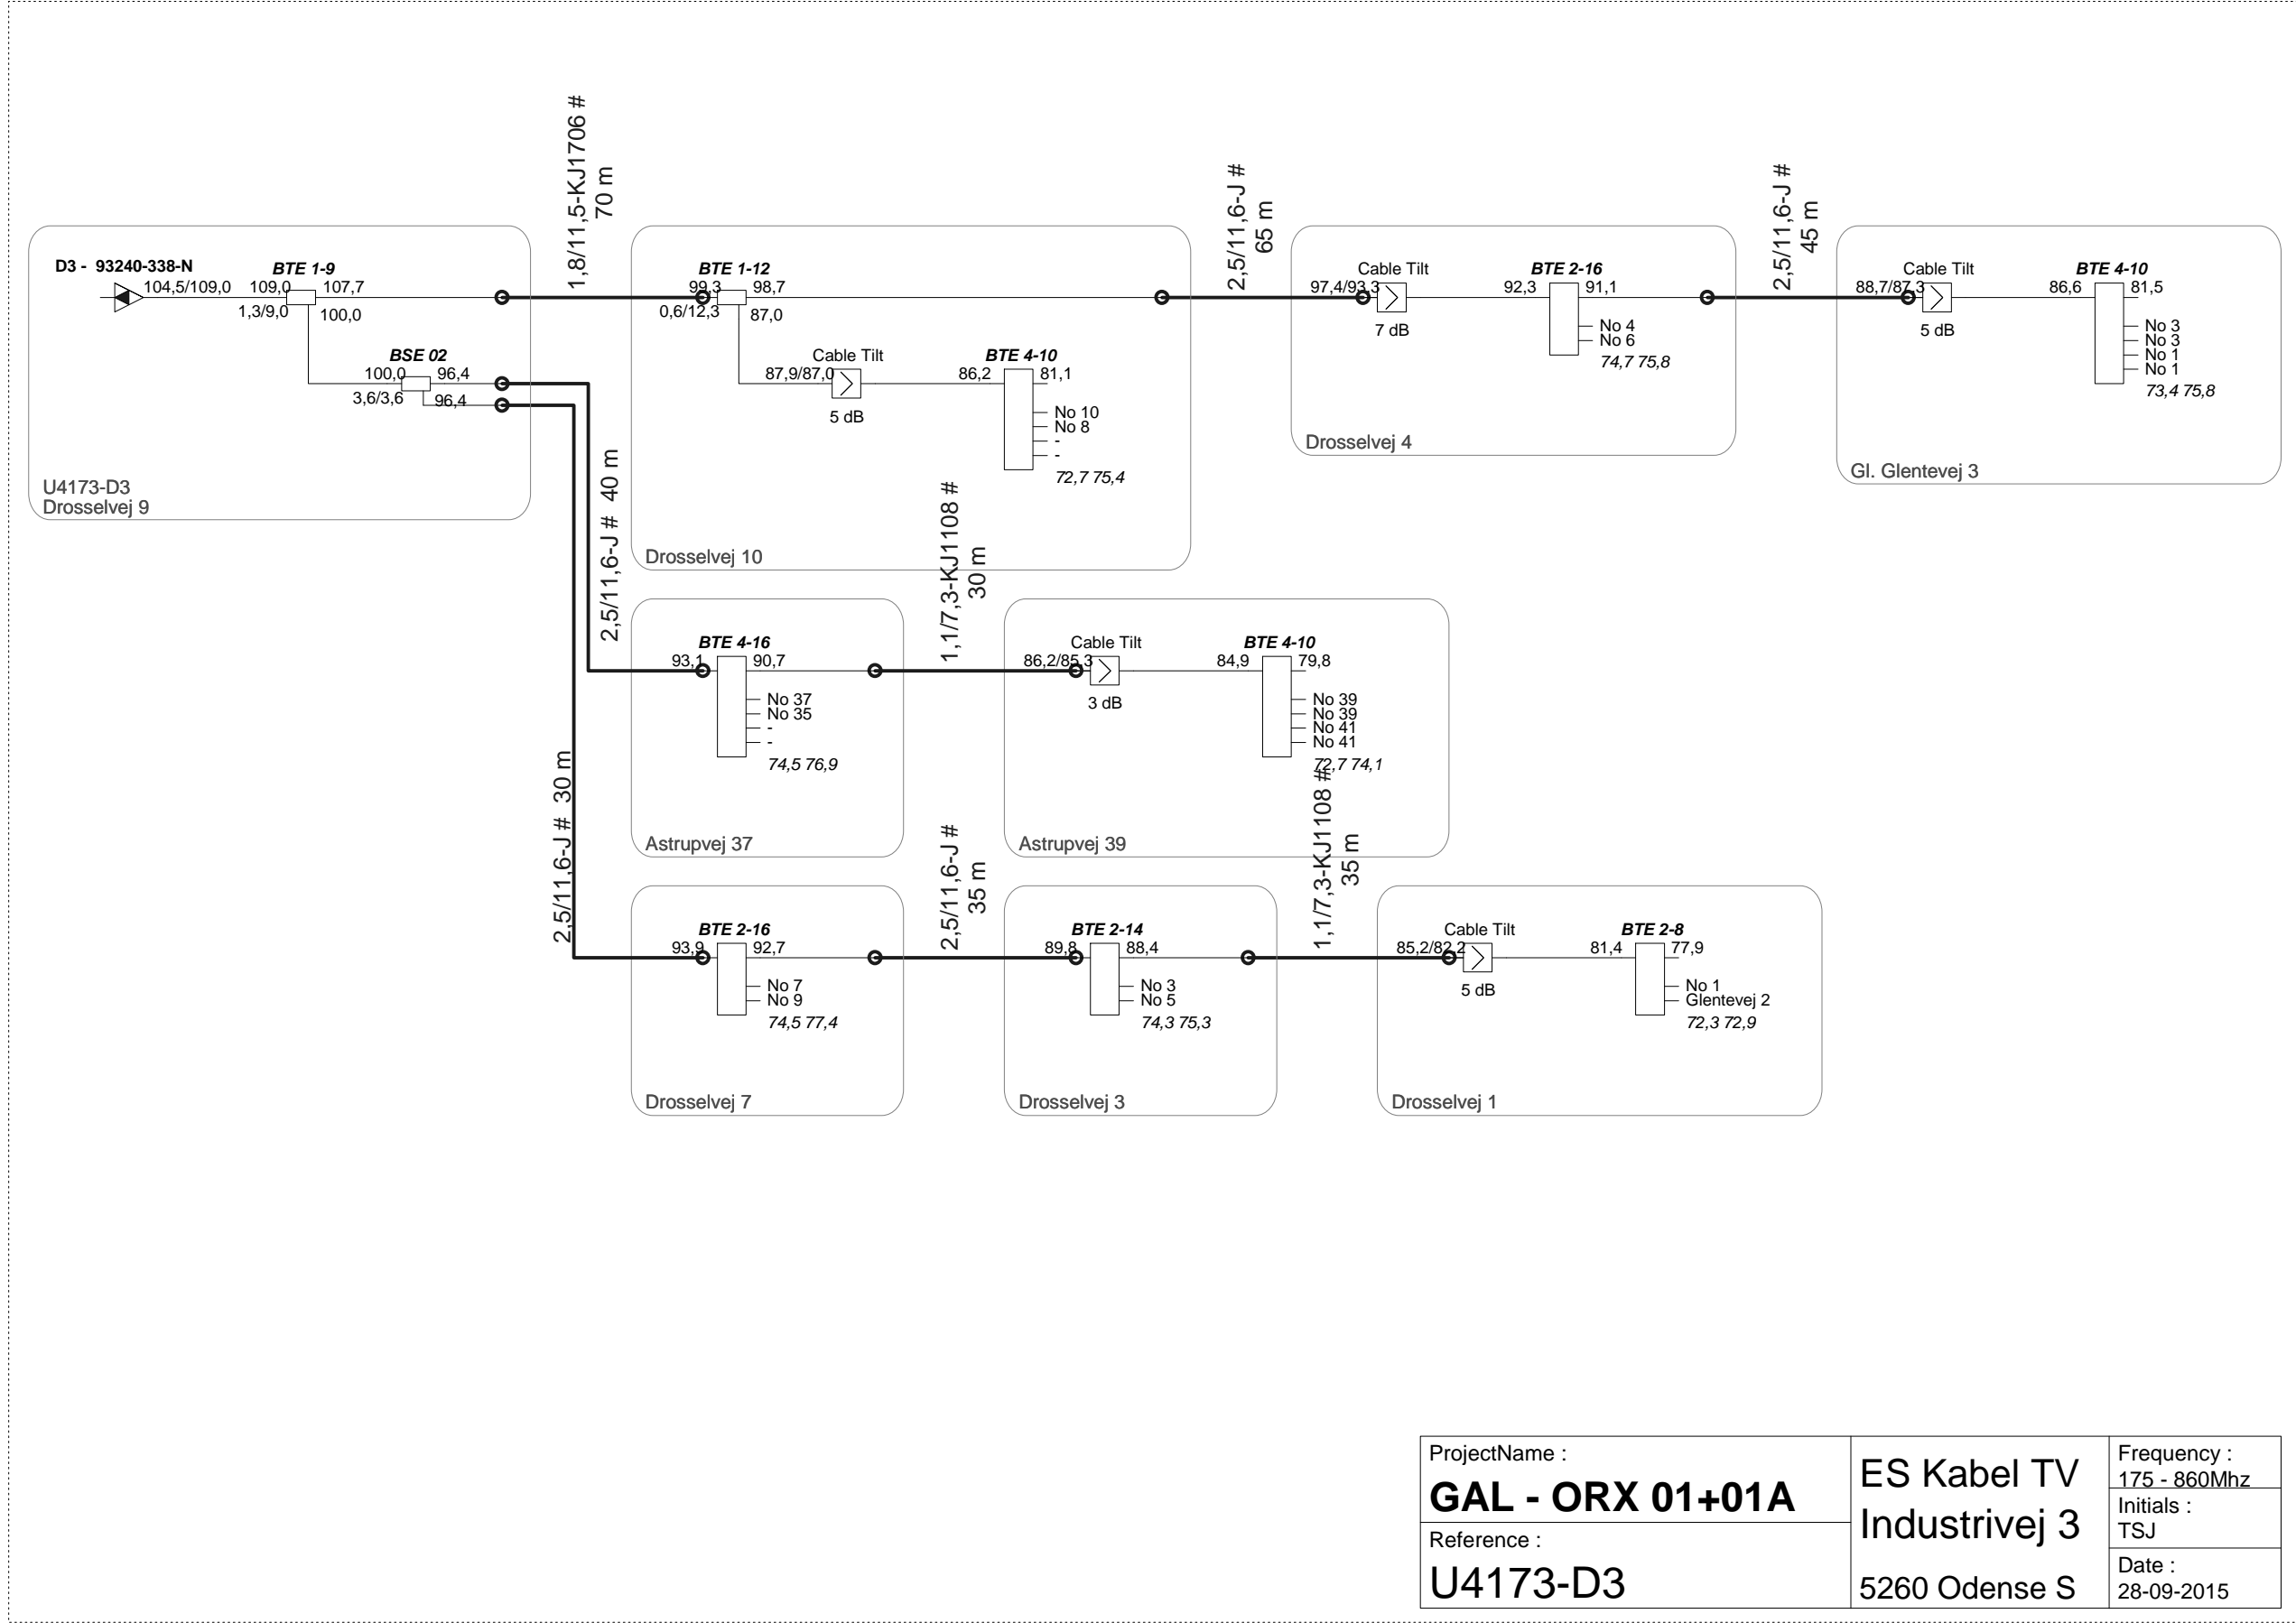 1,8/11,5-KJ1706 #
70 m
2,5/11,6-J #
65 m
2,5/11,6-J #
45 m
D3 - 93240-338-N
104,5/109,0
BTE 1-9
109,0 107,7
1,3/9,0 100,0
BSE 02
100,0 96,4
3,6/3,6 96,4
U4173-D3
Drosselvej 9
BTE 1-12
99,3 98,7
0,6/12,3 87,0
Cable Tilt
87,9/87,0
5 dB
BTE 4-10
86,2 81,1
No 10
No 8
-
-
72,7 75,4
Drosselvej 10
Cable Tilt
97,4/93,3
7 dB
BTE 2-16
92,3 91,1
No 4
No 6
74,7 75,8
Drosselvej 4
Cable Tilt
88,7/87,3
5 dB
BTE 4-10
86,6 81,5
No 3
No 3
No 1
No 1
73,4 75,8
Gl. Glentevej 3
2,5/11,6-J # 40 m
BTE 4-16
93,1 90,7
No 37
No 35
-
-
74,5 76,9
Astrupvej 37
1,1/7,3-KJ1108 #
30 m
Cable Tilt
86,2/85,3
3 dB
BTE 4-10
84,9 79,8
No 39
No 39
No 41
No 41
72,7 74,1
Astrupvej 39
2,5/11,6-J # 30 m
BTE 2-16
93,9 92,7
No 7
No 9
74,5 77,4
Drosselvej 7
2,5/11,6-J #
35 m
BTE 2-14
89,8 88,4
No 3
No 5
74,3 75,3
Drosselvej 3
1,1/7,3-KJ1108 #
35 m
Cable Tilt
85,2/82,2
5 dB
BTE 2-8
81,4 77,9
No 1
Glentevej 2
72,3 72,9
Drosselvej 1
ProjectName :
GAL - ORX 01+01A
Reference :
U4173-D3
ES Kabel TV
Industrivej 3
5260 Odense S
Frequency :
175 - 860Mhz
Initials :
TSJ
Date :
28-09-2015